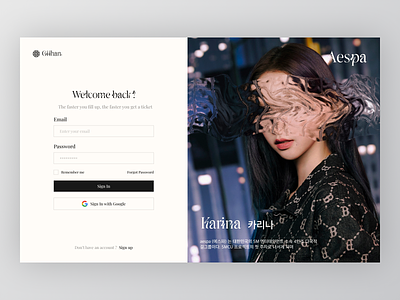 Gilhan.
Welcome back!
The faster you fill up, the faster you get a ticket
Email
Enter your email
Password
Remember me
Forgot Password
Sign In
Sign In with Google
Don't have an account ? Sign up
Aespa
Karina 카리나